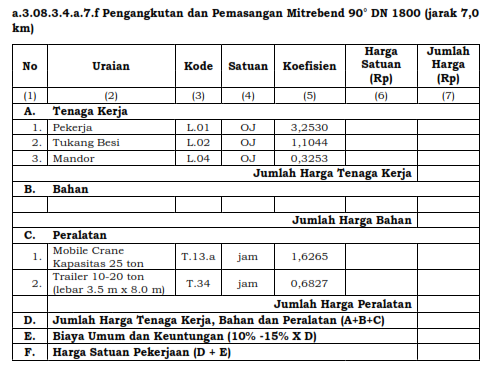 a.3.08.3.4.a.7.f Pengangkutan dan Pemasangan Mitrebend 90° DN 1800 (jarak 7,0
km)
No Uraian Kode Satuan Koefisien Harga Satuan (Rp) Jumlah Harga (Rp)
(1) (2) (3) (4) (5) (6) (7)
A. Tenaga Kerja
1. Pekerja L.01 OJ 3,2530
2. Tukang Besi L.02 OJ 1,1044
3. Mandor L.04 OJ 0,3253
Jumlah Harga Tenaga Kerja
B. Bahan
Jumlah Harga Bahan
C. Peralatan
1. Mobile Crane Kapasitas 25 ton T.13.a jam 1,6265
2. Trailer 10-20 ton (lebar 3.5 m x 8.0 m) T.34 jam 0,6827
Jumlah Harga Peralatan
D. Jumlah Harga Tenaga Kerja, Bahan dan Peralatan (A+B+C)
E. Biaya Umum dan Keuntungan (10% -15% X D)
F. Harga Satuan Pekerjaan (D + E)